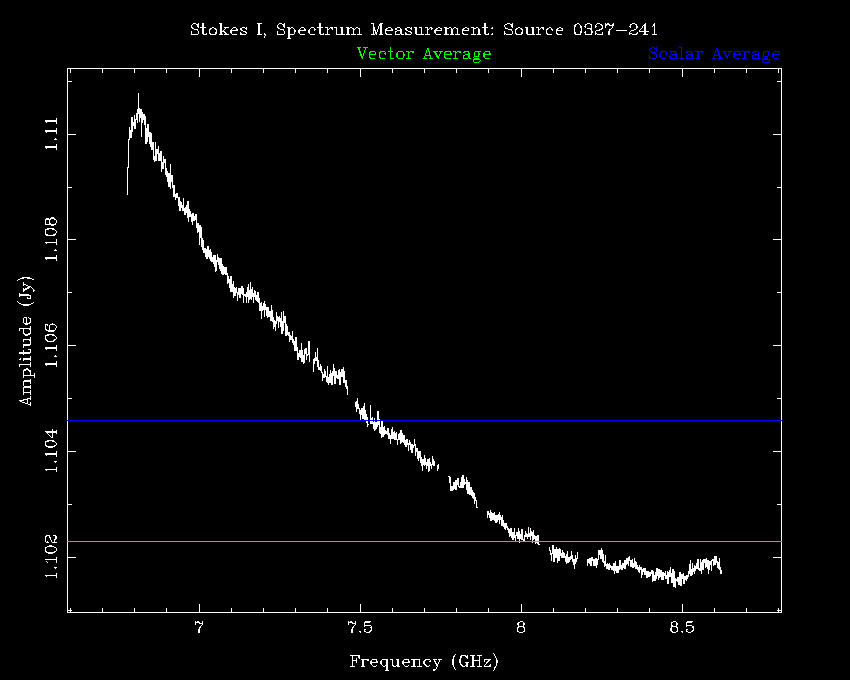 Stokes I, Spectrum Measurement: Source 0327-241
Vector Average
Scalar Average
1.11
1.108
1.106
1.104
1.102
Amplitude (Jy)
7
7.5
8
8.5
Frequency (GHz)